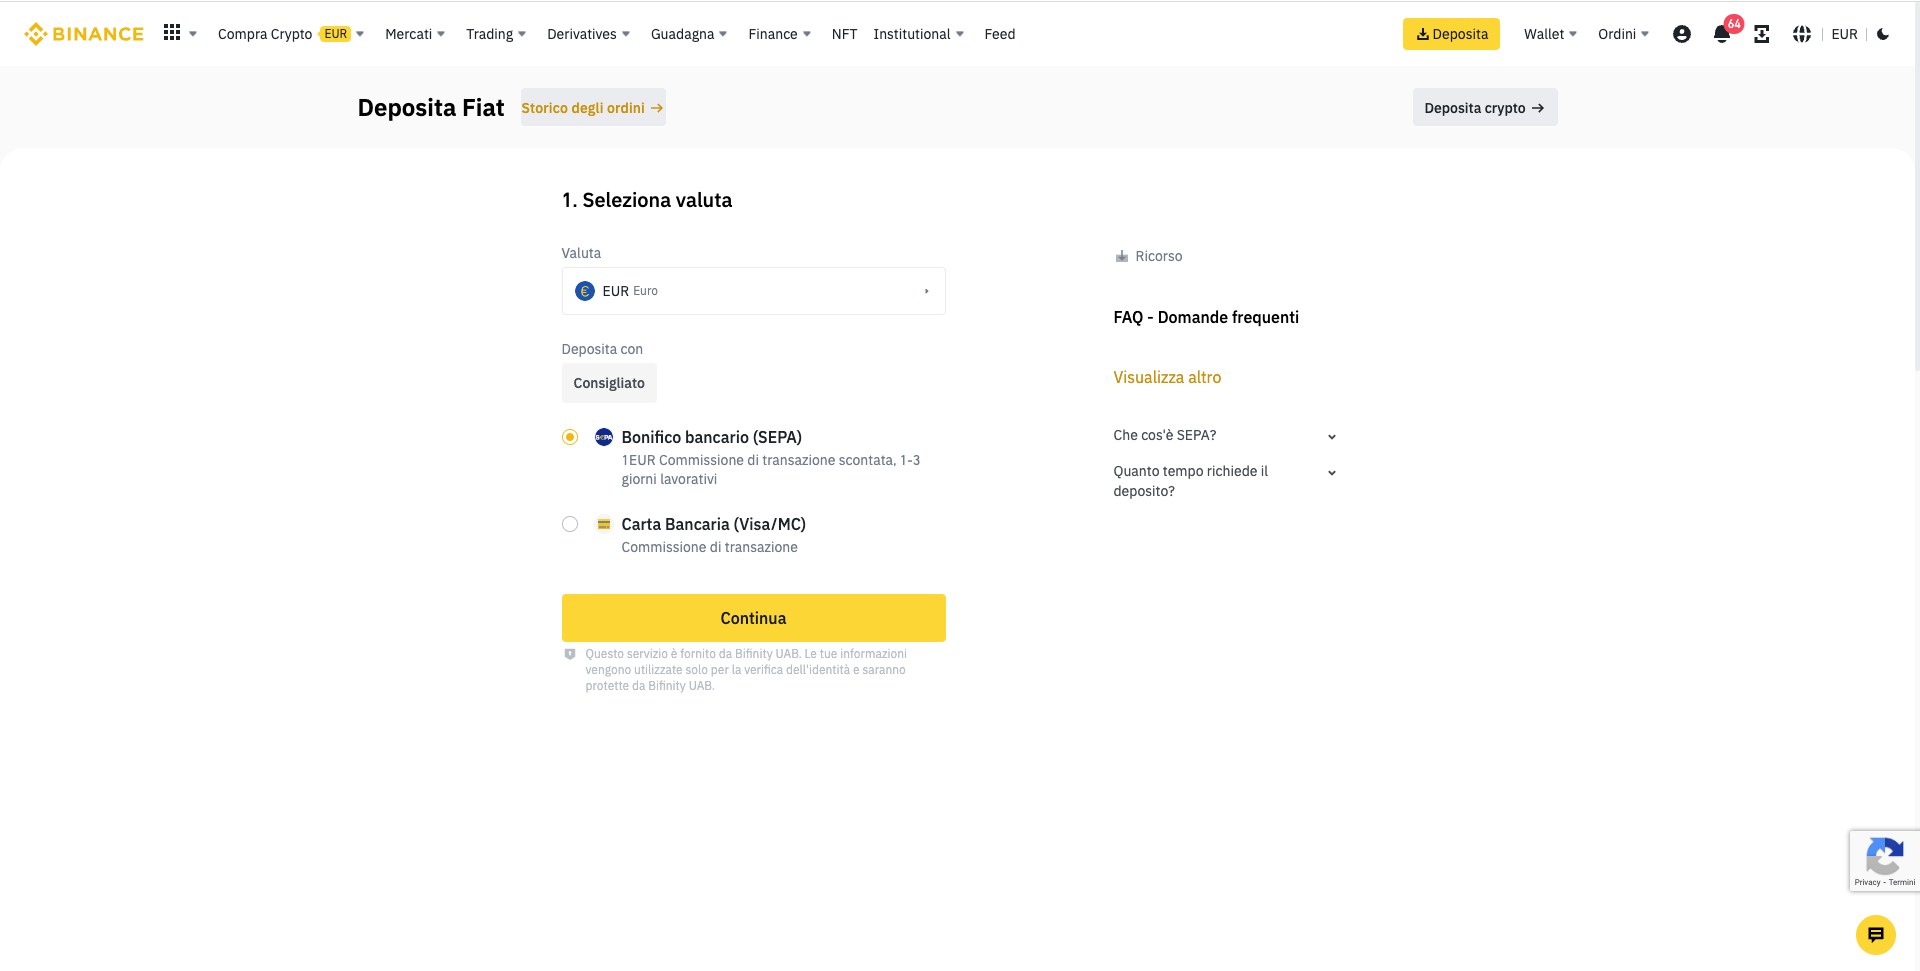 BINANCE Compra Crypto EUR Mercati Trading Derivatives Guadagna Finance NFT Institutional Feed Deposita Wallet Ordini 64 EUR
Deposita Fiat Storico degli ordini → Deposita crypto →
1. Seleziona valuta
Valuta
€ EUR Euro
Deposita con
Consigliato
SEPA Bonifico bancario (SEPA)
1EUR Commissione di transazione scontata, 1-3
giorni lavorativi
Carta Bancaria (Visa/MC)
Commissione di transazione
Continua
Questo servizio è fornito da Bifinity UAB. Le tue informazioni
vengono utilizzate solo per la verifica dell'identità e saranno
protette da Bifinity UAB.
Ricorso
FAQ - Domande frequenti
Visualizza altro
Che cos'è SEPA?
Quanto tempo richiede il
deposito?
Privacy - Termini